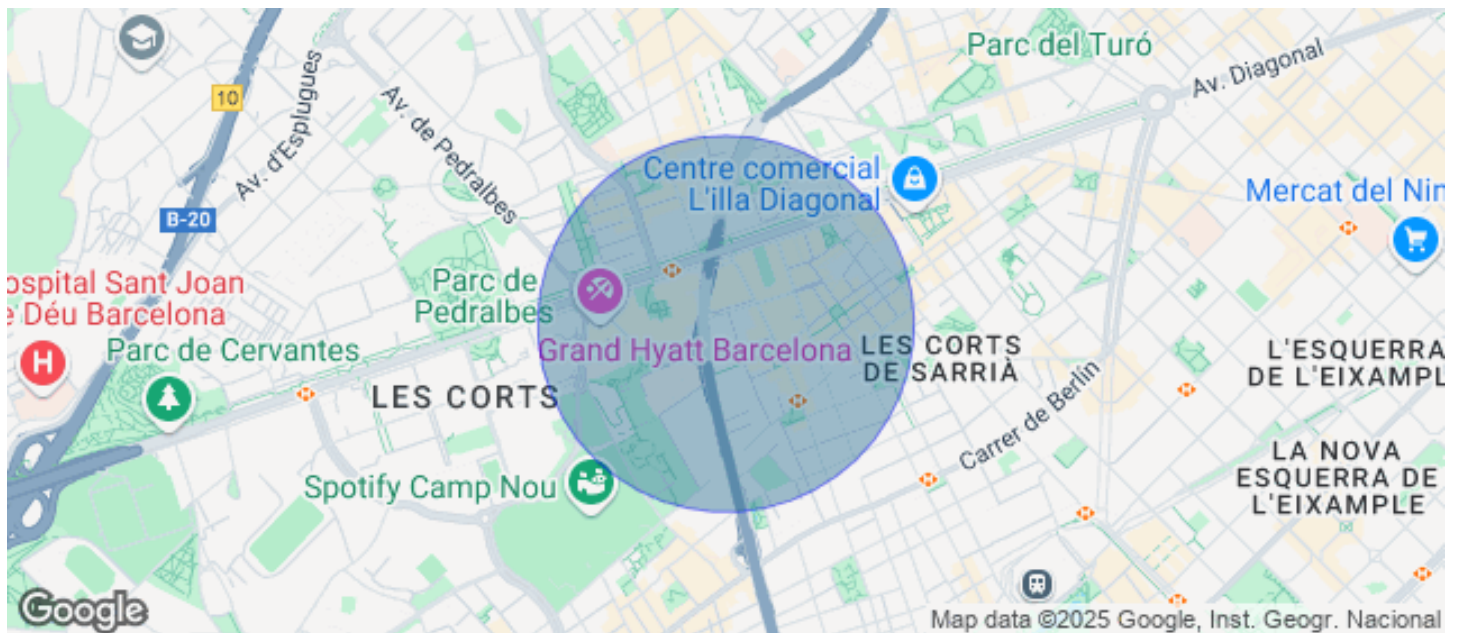 Parc del Turó
Av. Diagonal
10
Av. d'Esplugues
Av. de Pedralbes
Centre comercial
L'illa Diagonal
Mercat del Nin
B-20
ospital Sant Joan
e Déu Barcelona
Parc de
Pedralbes
Parc de Cervantes
Grand Hyatt Barcelona
LES CORTS
DE SARRIÀ
L'ESQUERRA
DE L'EIXAMPL
H
LES CORTS
Carrer de Berlín
Spotify Camp Nou
LA NOVA
ESQUERRA DE
L'EIXAMPLE
Google
Map data ©2025 Google, Inst. Geogr. Nacional